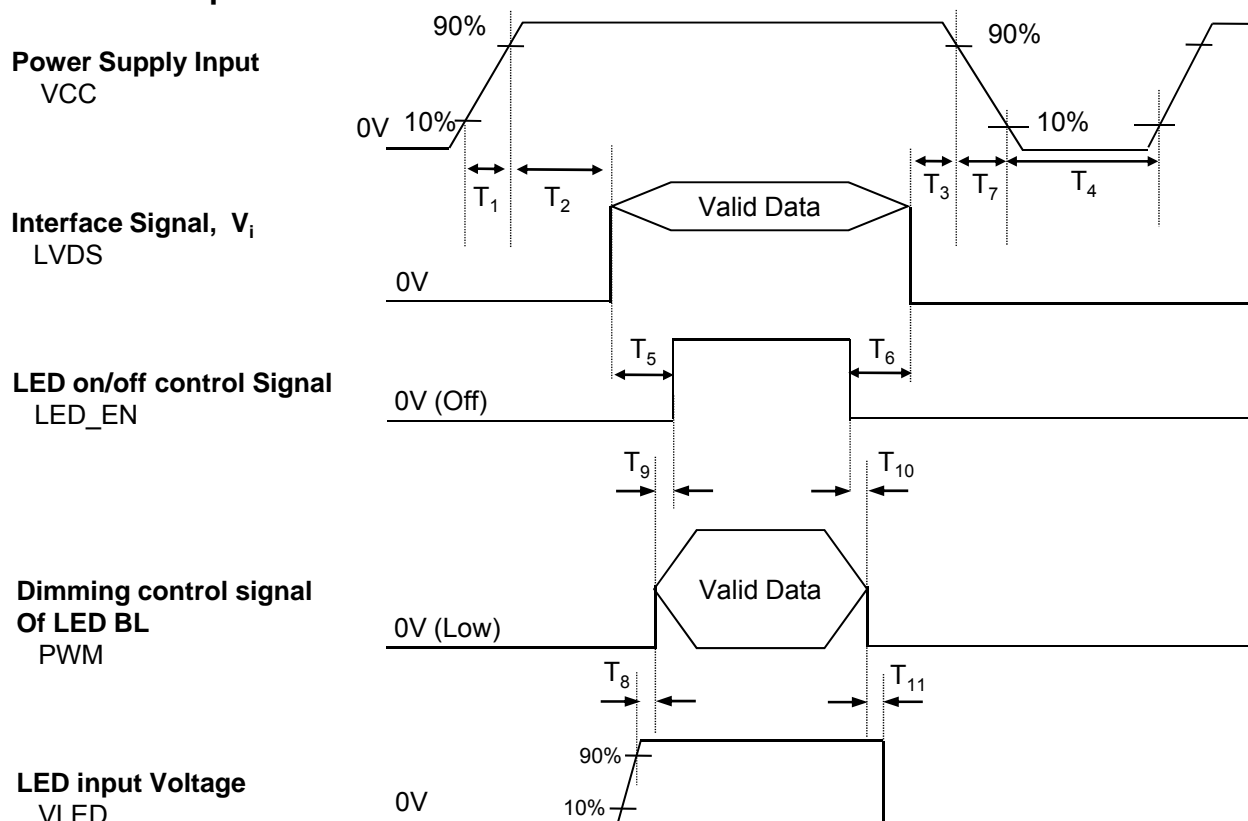 90%
90%
Power Supply Input
VCC
0V
10%
10%
T1
T2
T3
T7
T4
Interface Signal, Vi
LVDS
Valid Data
0V
T5
T6
LED on/off control Signal
LED_EN
0V (Off)
T9
T10
Dimming control signal
Of LED BL
PWM
Valid Data
0V (Low)
T8
T11
90%
LED input Voltage
VLED
0V
10%